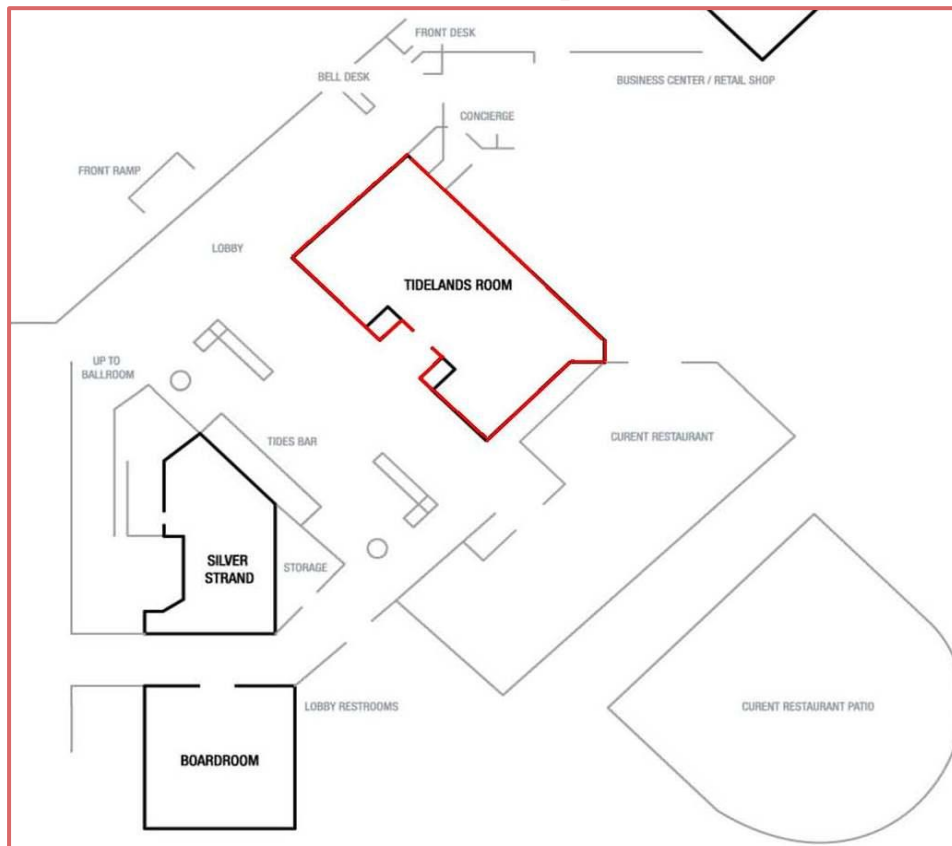 FRONT DESK
BELL DESK
BUSINESS CENTER / RETAIL SHOP
CONCIERGE
FRONT RAMP
LOBBY
TIDELANDS ROOM
UP TO
BALLROOM
TIDES BAR
CURENT RESTAURANT
SILVER
STRAND
STORAGE
LOBBY RESTROOMS
CURENT RESTAURANT PATIO
BOARDROOM